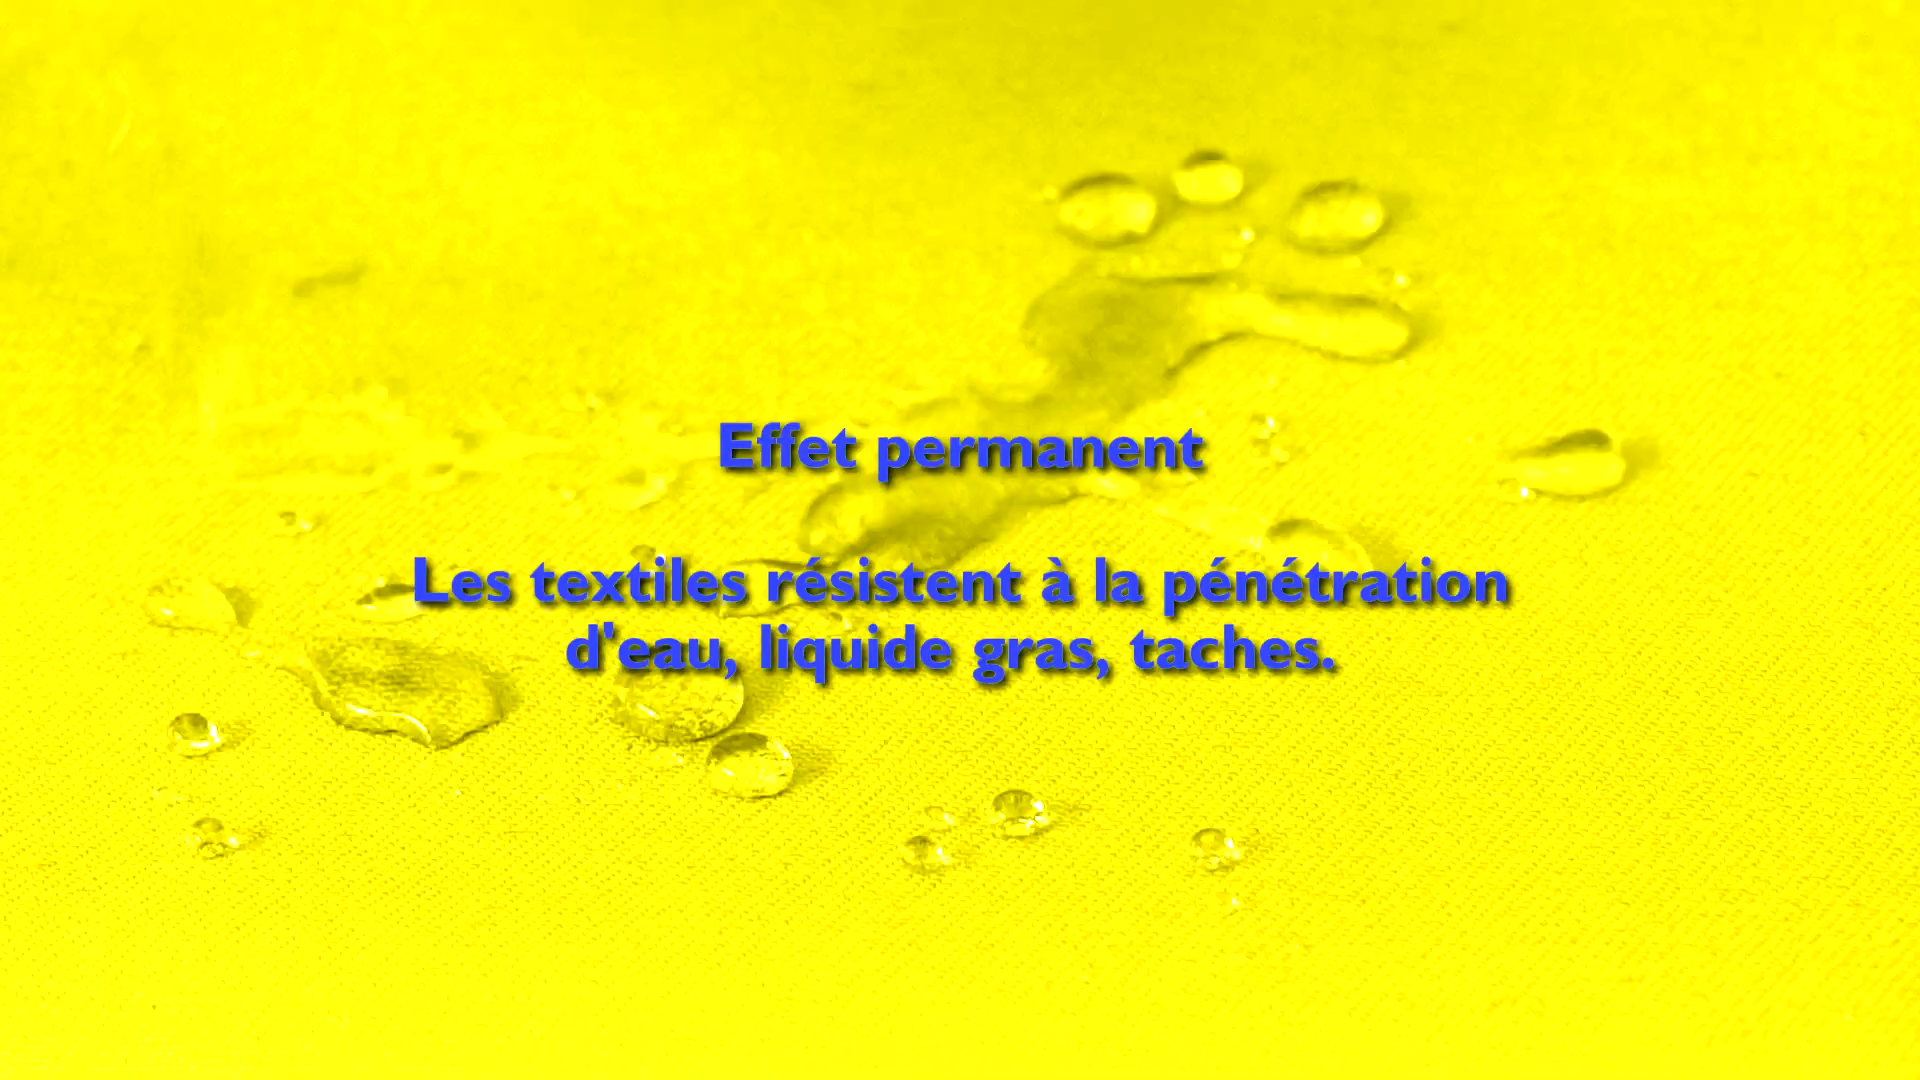 Effet permanent
Les textiles résistent à la pénétration
d'eau, liquide gras, taches.